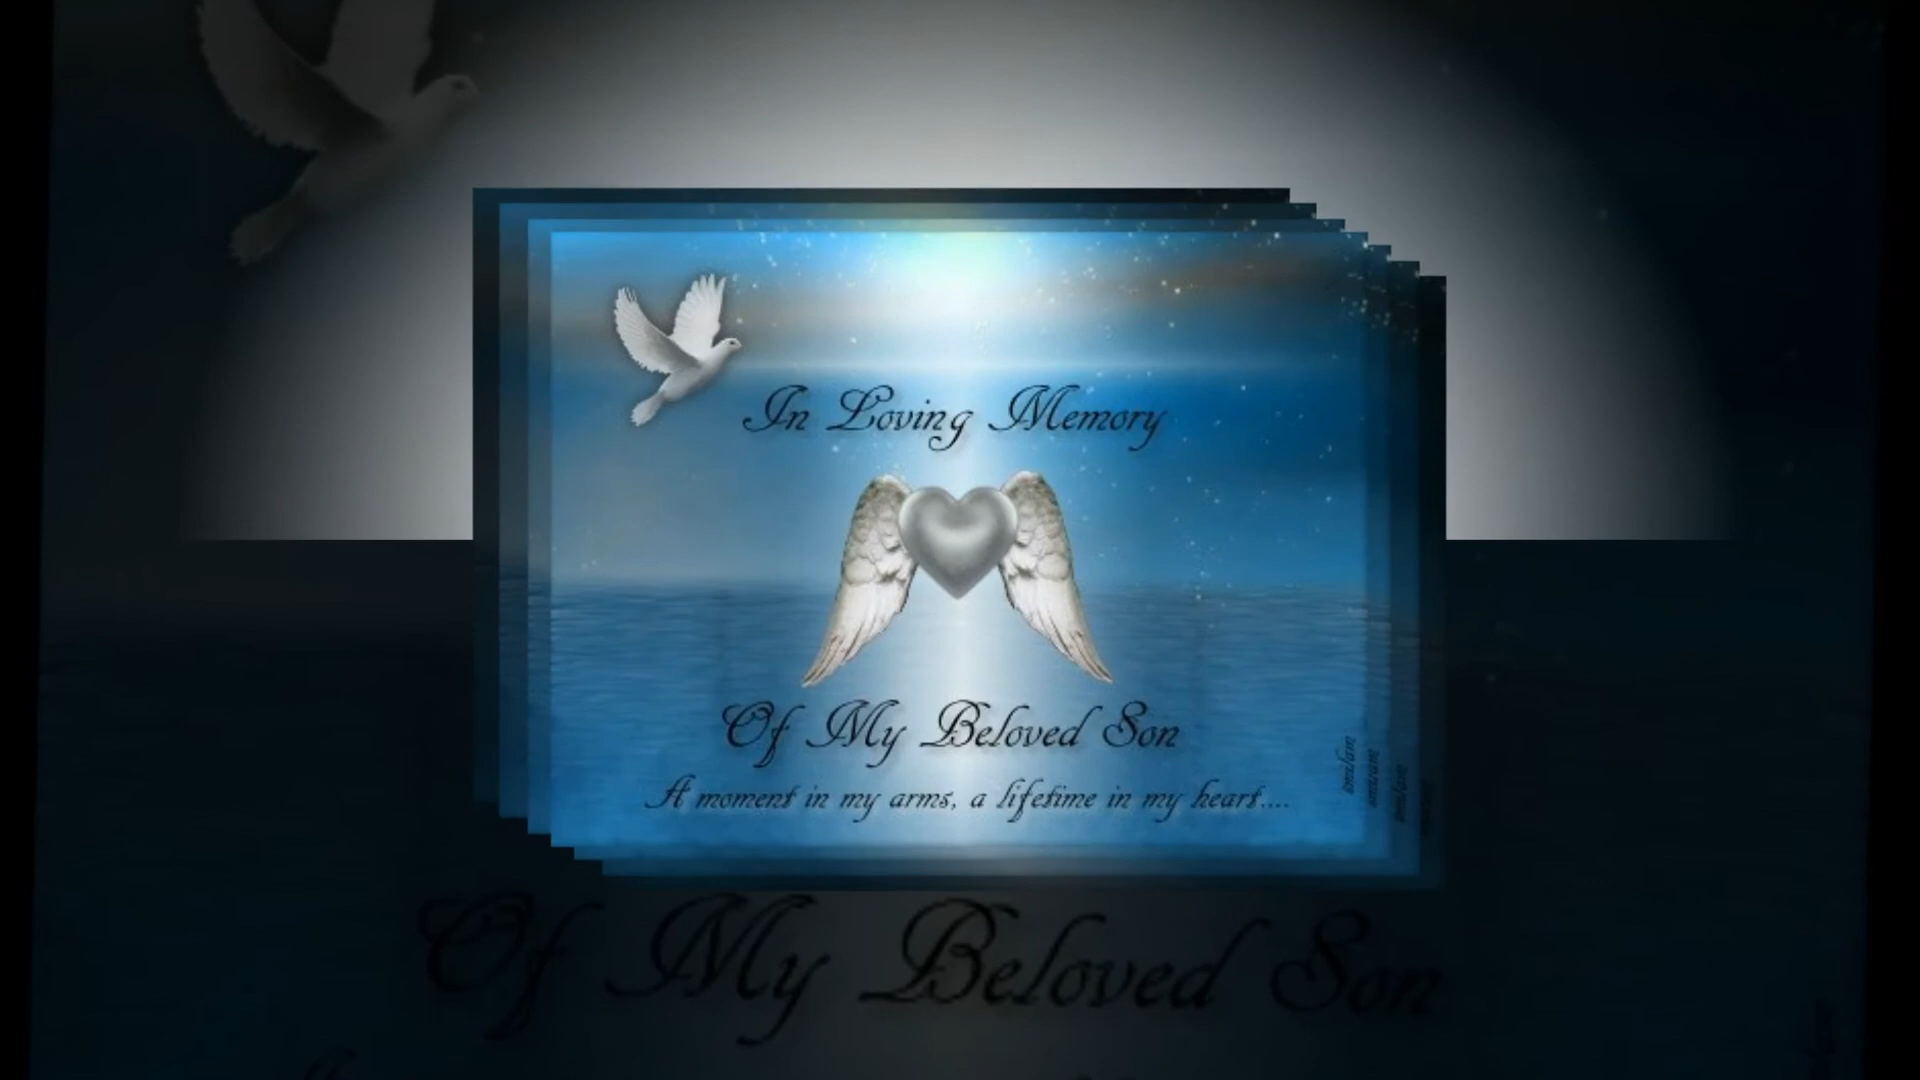 In Loving Memory
Of My Beloved Son
A moment in my arms, a lifetime in my heart....
Of My Beloved Son